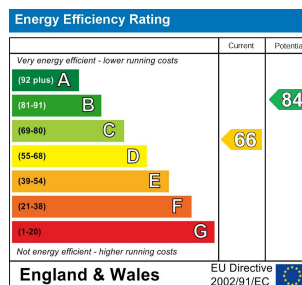 Energy Efficiency Rating
Current Potentia
Very energy efficient - lower running costs
(92 plus) A
(81-91) B
84
(69-80) C
66
(55-68) D
(39-54) E
(21-38) F
(1-20) G
Not energy efficient - higher running costs
England & Wales
EU Directive
2002/91/EC